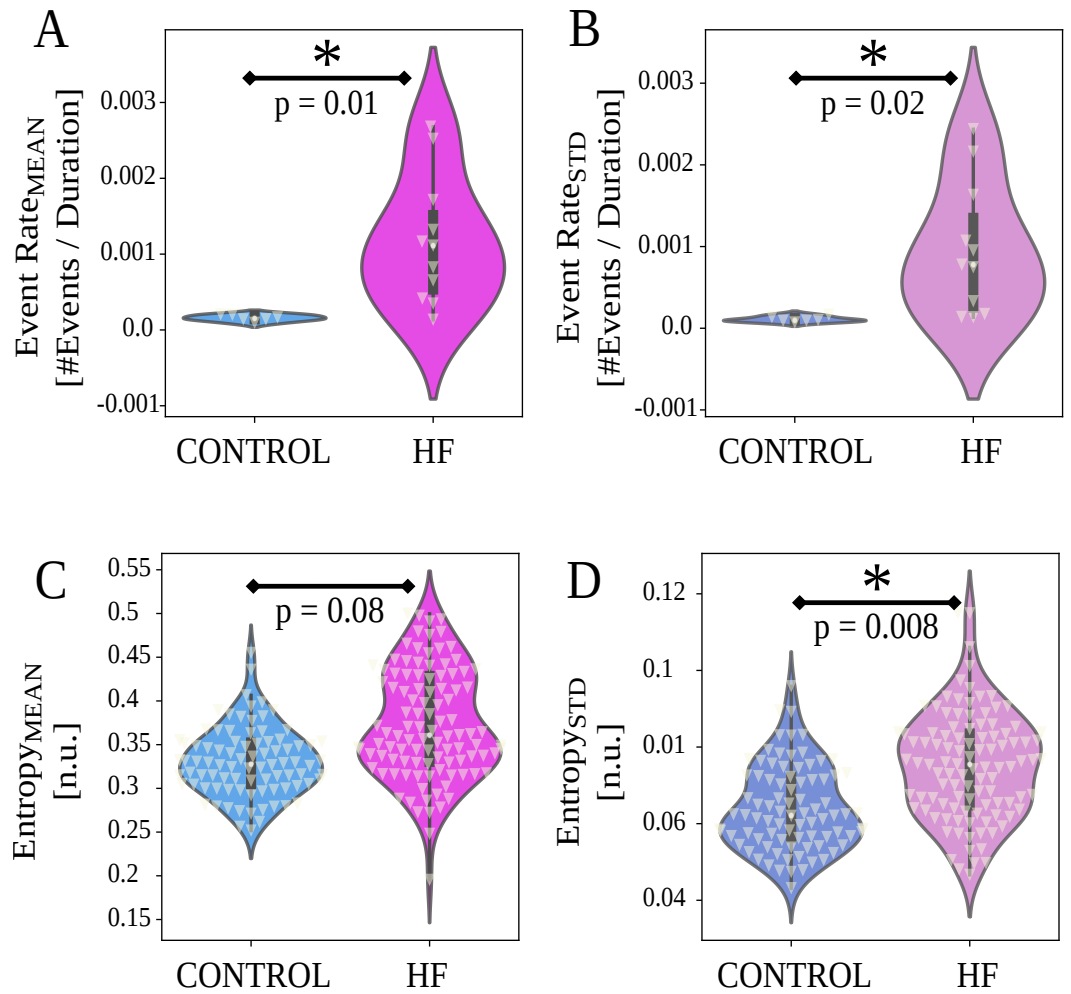 A
Event RateMEAN
[#Events / Duration]
0.003
0.002
0.001
0.0
-0.001
*
p = 0.01
CONTROL
HF
B
Event RateSTD
[#Events / Duration]
0.003
0.002
0.001
0.0
-0.001
*
p = 0.02
CONTROL
HF
C
EntropyMEAN
[n.u.]
0.55
0.5
0.45
0.4
0.35
0.3
0.25
0.2
0.15
p = 0.08
CONTROL
HF
D
EntropySTD
[n.u.]
0.12
0.1
0.01
0.06
0.04
*
p = 0.008
CONTROL
HF